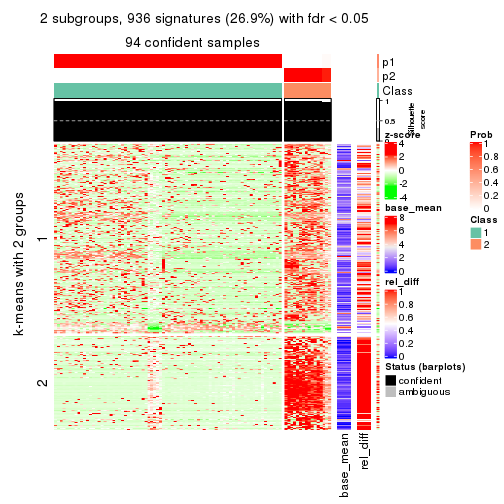 2 subgroups, 936 signatures (26.9%) with fdr < 0.05
94 confident samples
p1
p2
Class
1
0.5
0
Silhouette
score
k-means with 2 groups
1
2
base_mean
rel_diff
z-score
4
2
0
-2
-4
base_mean
8
6
4
2
0
rel_diff
1
0.8
0.6
0.4
0.2
0
Status (barplots)
confident
ambiguous
Prob
1
0.8
0.6
0.4
0.2
0
Class
1
2